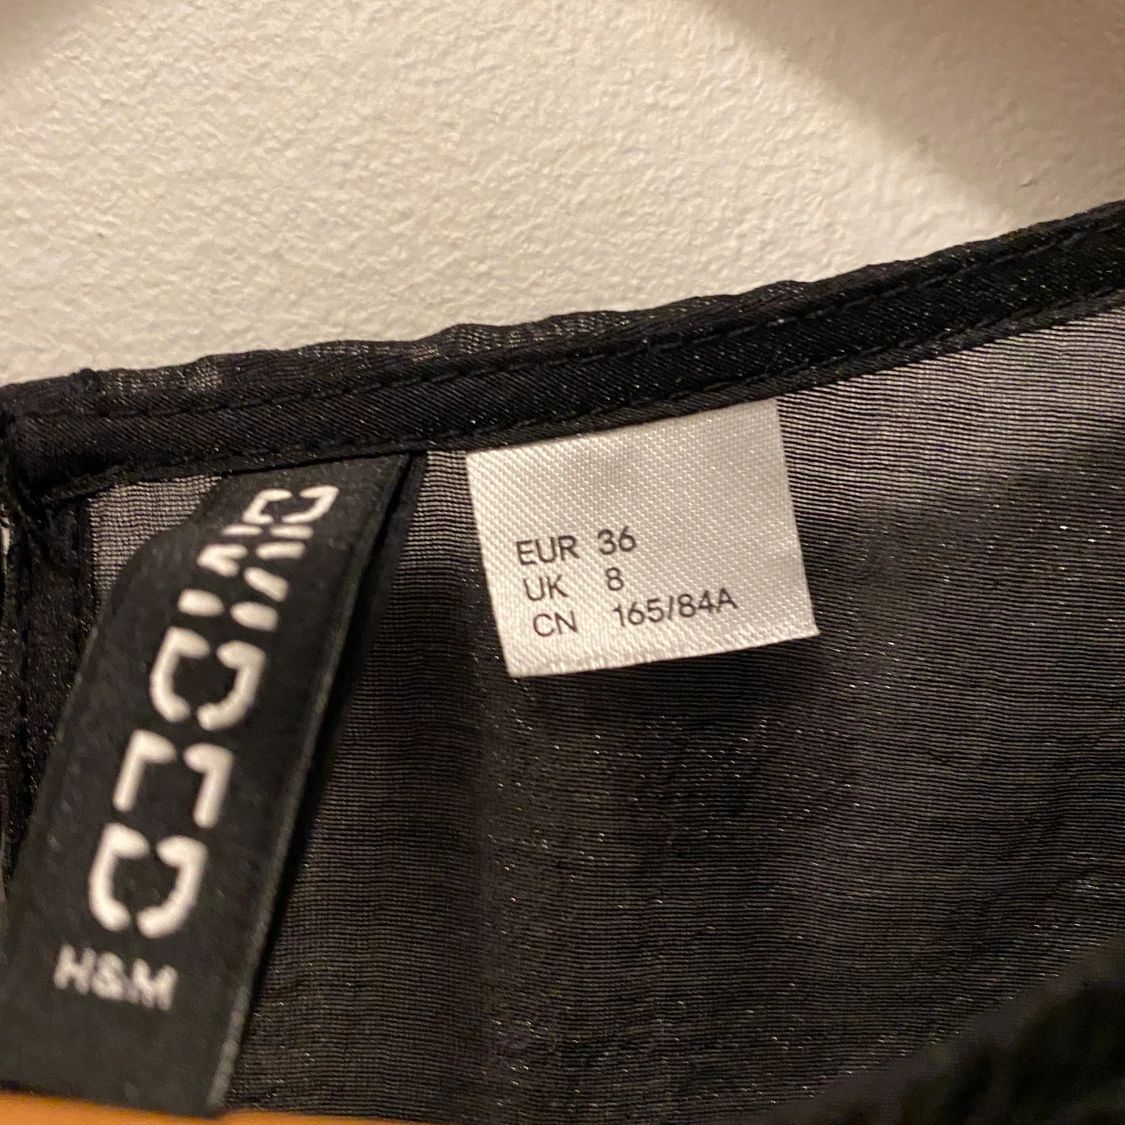 DIVIDED
H&M
EUR 36
UK 8
CN 165/84A